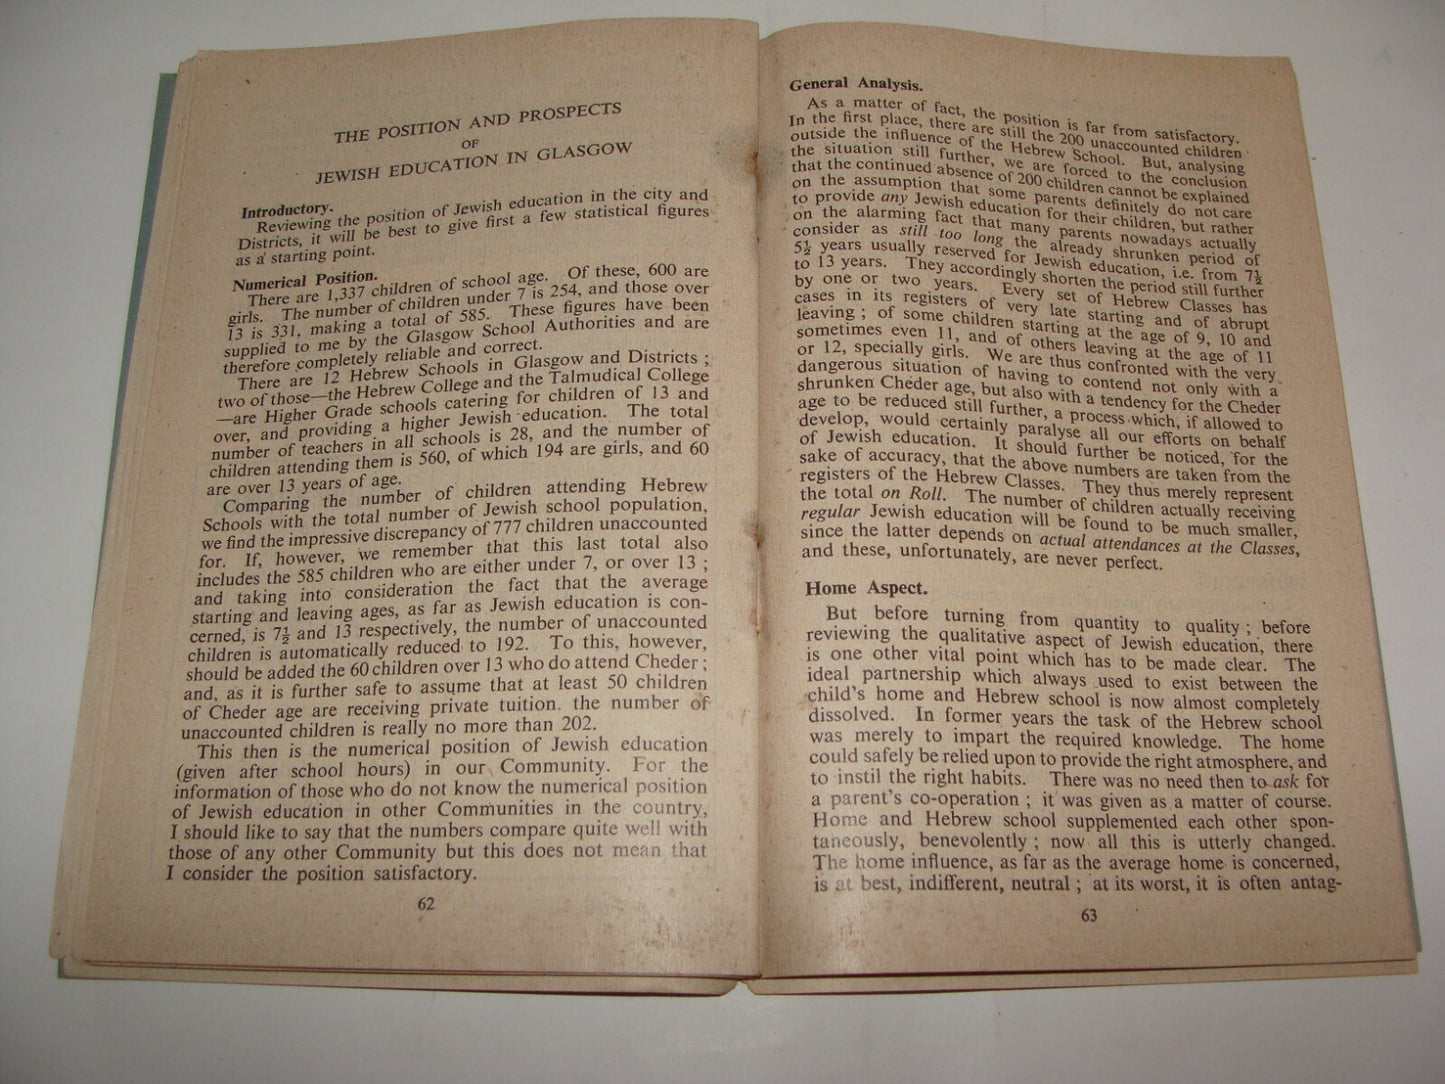 THE POSITION AND PROSPECTS
OF
JEWISH EDUCATION IN GLASGOW
Introductory.
Reviewing the position of Jewish education in the city and
Districts, it will be best to give first a few statistical figures
as a starting point.
Numerical Position.
There are 1,337 children of school age. Of these, 600 are
girls. The number of children under 7 is 254, and those over
13 is 331, making a total of 585. These figures have been
supplied to me by the Glasgow School Authorities and are
therefore completely reliable and correct.
There are 12 Hebrew Schools in Glasgow and Districts ;
two of those—the Hebrew College and the Talmudical College
—are Higher Grade schools catering for children of 13 and
over, and providing a higher Jewish education. The total
number of teachers in all schools is 28, and the number of
children attending them is 560, of which 194 are girls, and 60
are over 13 years of age.
Comparing the number of children attending Hebrew
Schools with the total number of Jewish school population,
we find the impressive discrepancy of 777 children unaccounted
for. If, however, we remember that this last total also
includes the 585 children who are either under 7, or over 13 ;
and taking into consideration the fact that the average
starting and leaving ages, as far as Jewish education is con-
cerned, is 7½ and 13 respectively, the number of unaccounted
children is automatically reduced to 192. To this, however,
should be added the 60 children over 13 who do attend Cheder ;
and, as it is further safe to assume that at least 50 children
of Cheder age are receiving private tuition. the number of
unaccounted children is really no more than 202.
This then is the numerical position of Jewish education
(given after school hours) in our Community. For the
information of those who do not know the numerical position
of Jewish education in other Communities in the country,
I should like to say that the numbers compare quite well with
those of any other Community but this does not mean that
I consider the position satisfactory.
62
General Analysis.
As a matter of fact, the position is far from satisfactory.
In the first place, there are still the 200 unaccounted children
outside the influence of the Hebrew School. But, analysing
the situation still further, we are forced to the conclusion
that the continued absence of 200 children cannot be explained
on the assumption that some parents definitely do not care
to provide any Jewish education for their children, but rather
on the alarming fact that many parents nowadays actually
consider as still too long the already shrunken period of
5½ years usually reserved for Jewish education, i.e. from 7½
to 13 years. They accordingly shorten the period still further
by one or two years. Every set of Hebrew Classes has
cases in its registers of very late starting and of abrupt
leaving ; of some children starting at the age of 9, 10 and
sometimes even 11, and of others leaving at the age of 11
or 12, specially girls. We are thus confronted with the very
dangerous situation of having to contend not only with a
shrunken Cheder age, but also with a tendency for the Cheder
age to be reduced still further, a process which, if allowed to
develop, would certainly paralyse all our efforts on behalf
of Jewish education. It should further be noticed, for the
sake of accuracy, that the above numbers are taken from the
registers of the Hebrew Classes. They thus merely represent
the total on Roll. The number of children actually receiving
regular Jewish education will be found to be much smaller,
since the latter depends on actual attendances at the Classes,
and these, unfortunately, are never perfect.
Home Aspect.
But before turning from quantity to quality ; before
reviewing the qualitative aspect of Jewish education, there
is one other vital point which has to be made clear. The
ideal partnership which always used to exist between the
child's home and Hebrew school is now almost completely
dissolved. In former years the task of the Hebrew school
was merely to impart the required knowledge. The home
could safely be relied upon to provide the right atmosphere, and
to instil the right habits. There was no need then to ask for
a parent's co-operation ; it was given as a matter of course.
Home and Hebrew school supplemented each other spon-
taneously, benevolently ; now all this is utterly changed.
The home influence, as far as the average home is concerned,
is at best, indifferent, neutral ; at its worst, it is often antag-
63